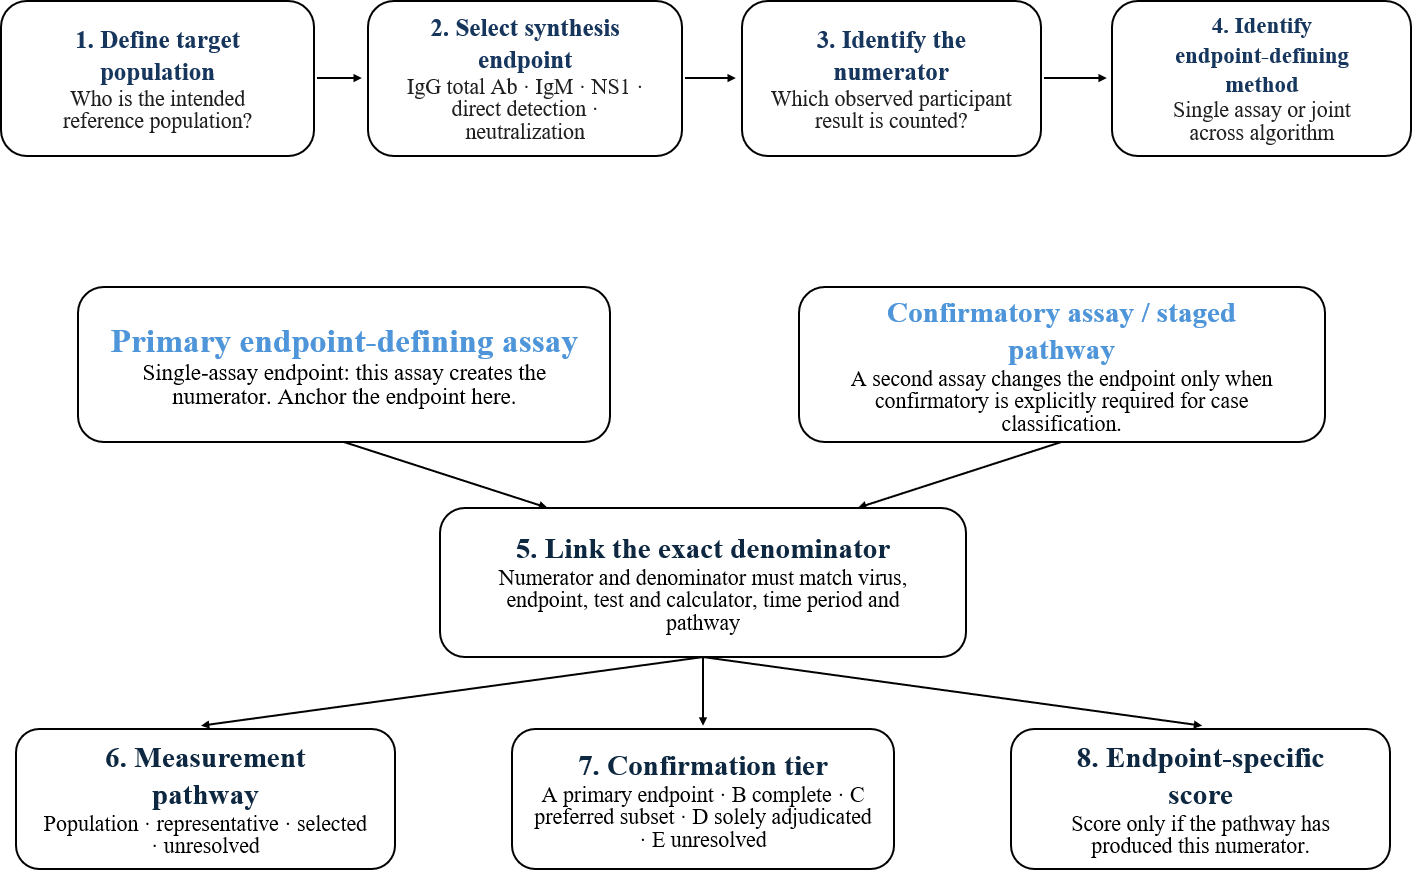 1. Define target
population
Who is the intended
reference population?
2. Select synthesis
endpoint
IgG total Ab · IgM · NS1 ·
direct detection ·
neutralization
3. Identify the
numerator
Which observed participant
result is counted?
4. Identify
endpoint-defining
method
Single assay or joint
across algorithm
Primary endpoint-defining assay
Single-assay endpoint: this assay creates the
numerator. Anchor the endpoint here.
Confirmatory assay / staged
pathway
A second assay changes the endpoint only when
confirmatory is explicitly required for case
classification.
5. Link the exact denominator
Numerator and denominator must match virus,
endpoint, test and calculator, time period and
pathway
6. Measurement
pathway
Population · representative · selected
· unresolved
7. Confirmation tier
A primary endpoint · B complete · C
preferred subset · D solely adjudicated
· E unresolved
8. Endpoint-specific
score
Score only if the pathway has
produced this numerator.